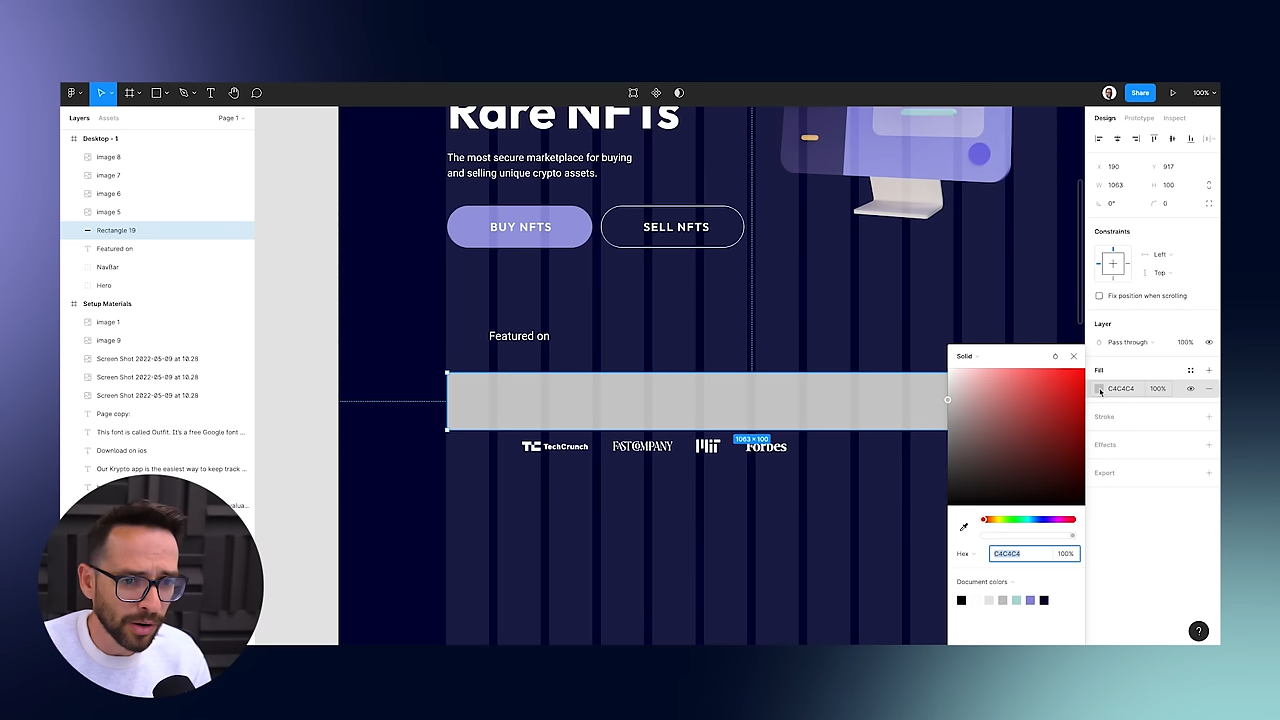 Share
100%
Layers
Assets
Page 1
Design
Prototype
Inspect
Desktop - 1
image 8
image 7
image 6
image 5
Rectangle 19
Featured on
NavBar
Hero
Setup Materials
image 1
image 9
Screen Shot 2022-05-09 at 10.28
Screen Shot 2022-05-09 at 10.28
Screen Shot 2022-05-09 at 10.28
Page copy:
This font is called Outfit. It's a free Google font ...
Download on ios
Our Krypto app is the easiest way to keep track ...
Rare NFTs
The most secure marketplace for buying
and selling unique crypto assets.
BUY NFTS
SELL NFTS
Featured on
TechCrunch
FAST COMPANY
MIT
Forbes
1063 × 100
X 190
Y 917
W 1063
H 100
0°
0
Constraints
Left
Top
Fix position when scrolling
Layer
Pass through
100%
Fill
C4C4C4
100%
Stroke
Effects
Export
Solid
Hex
C4C4C4
100%
Document colors
?